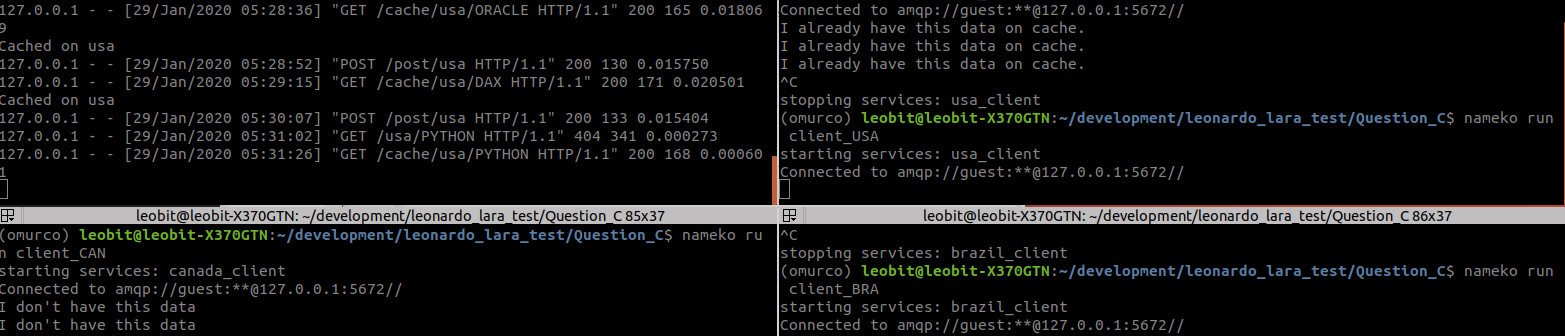 127.0.0.1 - - [29/Jan/2020 05:28:36] "GET /cache/usa/ORACLE HTTP/1.1" 200 165 0.01806
9
Cached on usa
127.0.0.1 - - [29/Jan/2020 05:28:52] "POST /post/usa HTTP/1.1" 200 130 0.015750
127.0.0.1 - - [29/Jan/2020 05:29:15] "GET /cache/usa/DAX HTTP/1.1" 200 171 0.020501
Cached on usa
127.0.0.1 - - [29/Jan/2020 05:30:07] "POST /post/usa HTTP/1.1" 200 133 0.015404
127.0.0.1 - - [29/Jan/2020 05:31:02] "GET /usa/PYTHON HTTP/1.1" 404 341 0.000273
127.0.0.1 - - [29/Jan/2020 05:31:26] "GET /cache/usa/PYTHON HTTP/1.1" 200 168 0.00060
1
Connected to amqp://guest:**@127.0.0.1:5672//
I already have this data on cache.
I already have this data on cache.
I already have this data on cache.
^C
stopping services: usa_client
(omurco) leobit@leobit-X370GTN:~/development/leonardo_lara_test/Question_C$ nameko run
client_USA
starting services: usa_client
Connected to amqp://guest:**@127.0.0.1:5672//
leobit@leobit-X370GTN: ~/development/leonardo_lara_test/Question_C 85x37
(omurco) leobit@leobit-X370GTN:~/development/leonardo_lara_test/Question_C$ nameko ru
n client_CAN
starting services: canada_client
Connected to amqp://guest:**@127.0.0.1:5672//
I don't have this data
I don't have this data
leobit@leobit-X370GTN: ~/development/leonardo_lara_test/Question_C 86x37
^C
stopping services: brazil_client
(omurco) leobit@leobit-X370GTN:~/development/leonardo_lara_test/Question_C$ nameko run
client_BRA
starting services: brazil_client
Connected to amqp://guest:**@127.0.0.1:5672//